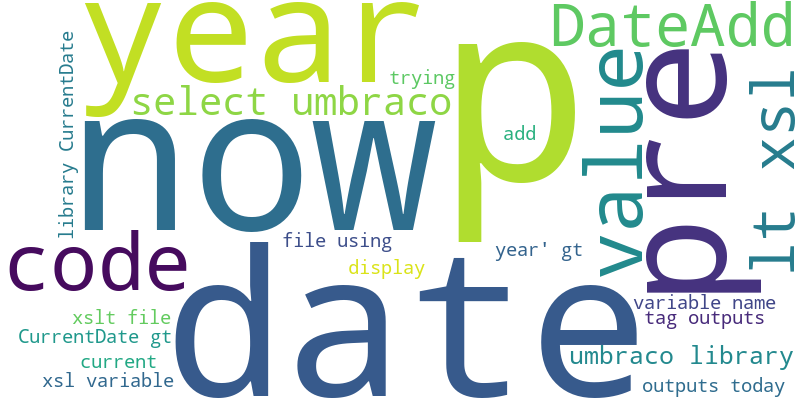 year
DateAdd
p
select umbraco
trying
now
add
value
pre
lt xsl
library CurrentDate
code
file using
year' gt
display
date
variable name
xslt file
tag outputs
CurrentDate gt
current
umbraco library
xsl variable
outputs today